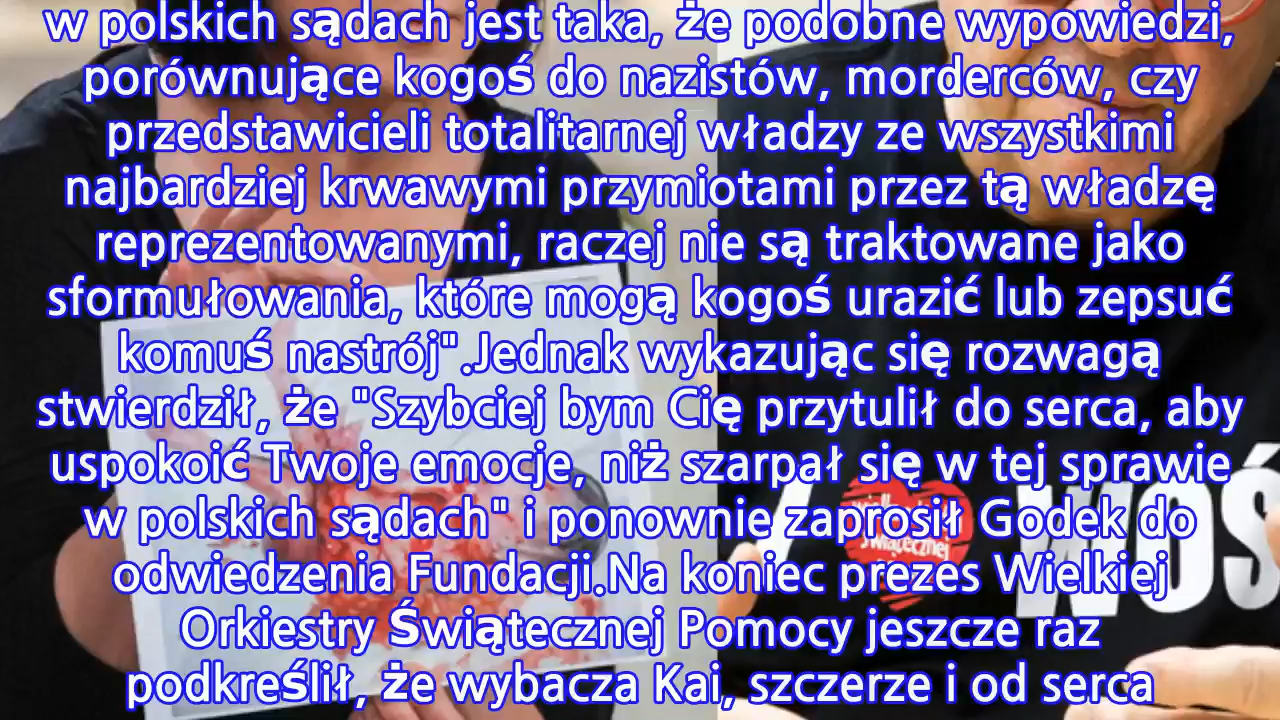 w polskich sądach jest taka, że podobne wypowiedzi,
porównujące kogoś do nazistów, morderców, czy
przedstawicieli totalitarnej władzy ze wszystkimi
najbardziej krwawymi przymiotami przez tą władzę
reprezentowanymi, raczej nie są traktowane jako
sformułowania, które mogą kogoś urazić lub zepsuć
komuś nastrój".Jednak wykazując się rozwagą
stwierdził, że "Szybciej bym Cię przytulił do serca, aby
uspokoić Twoje emocje, niż szarpał się w tej sprawie
w polskich sądach" i ponownie zaprosił Godek do
odwiedzenia Fundacji.Na koniec prezes Wielkiej
Orkiestry Świątecznej Pomocy jeszcze raz
podkreślił, że wybacza Kai, szczerze i od serca
WOŚ
świątecznej